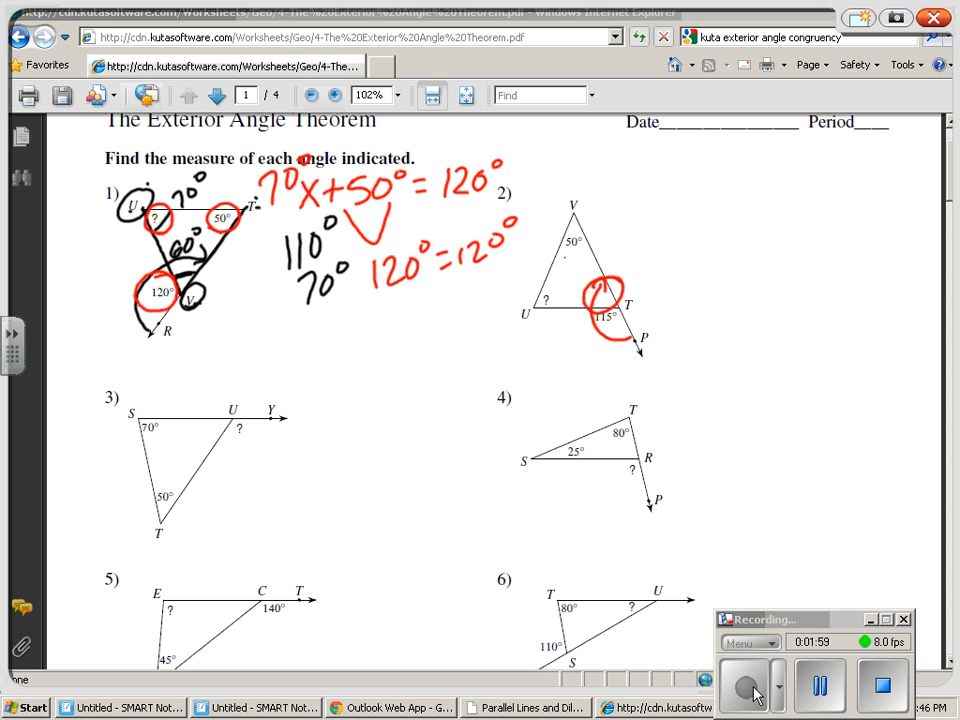 http://cdn.kutasoftware.com/Worksheets/Geo/4-The%20Exterior%20Angle%20Theorem.pdf - Windows Internet Explorer
http://cdn.kutasoftware.com/Worksheets/Geo/4-The%20Exterior%20Angle%20Theorem.pdf
kuta exterior angle congruency
Favorites http://cdn.kutasoftware.com/Worksheets/Geo/4-The...
Page Safety Tools
1 / 4 102% Find
The Exterior Angle Theorem
Date Period
Find the measure of each angle indicated.
1)
U 70° T
? 50°
60°
120° V
R
70° x + 50° = 120°
110°
70°
120° = 120°
2)
V
50°
U ? T
115°
P
3)
S U Y
70° ?
50°
T
4)
T
80°
S 25° R
?
P
5)
E C T
? 140°
45°
6)
T U
80° ?
110°
S
Recording...
Menu 0:01:59 8.0 fps
one
Start Untitled - SMART Not... Untitled - SMART Not... Outlook Web App - G... Parallel Lines and Dil... http://cdn.kutasoftwar... :46 PM